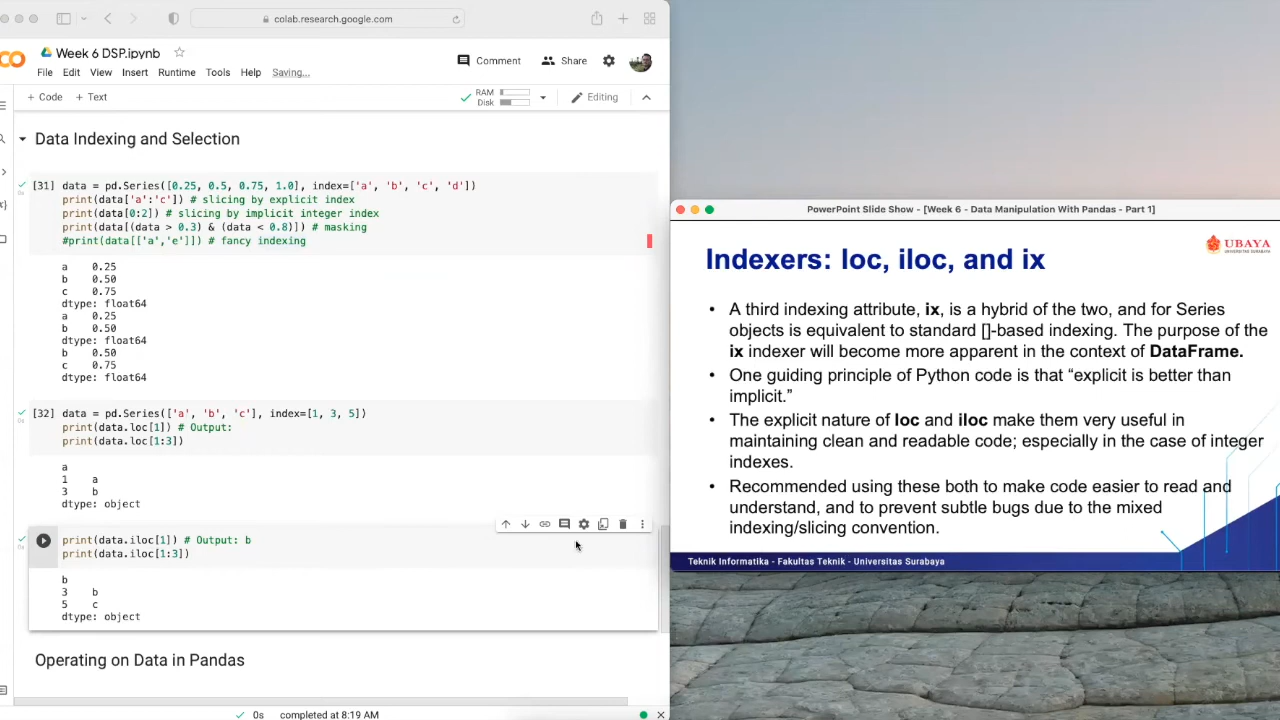 colab.research.google.com
Week 6 DSP.ipynb
File Edit View Insert Runtime Tools Help Saving...
Comment Share
+ Code + Text
RAM
Disk
Editing
Data Indexing and Selection
[31] data = pd.Series([0.25, 0.5, 0.75, 1.0], index=['a', 'b', 'c', 'd'])
print(data['a':'c']) # slicing by explicit index
print(data[0:2]) # slicing by implicit integer index
print(data[(data > 0.3) & (data < 0.8)]) # masking
#print(data[['a','e']]) # fancy indexing
a 0.25
b 0.50
c 0.75
dtype: float64
a 0.25
b 0.50
dtype: float64
b 0.50
c 0.75
dtype: float64
[32] data = pd.Series(['a', 'b', 'c'], index=[1, 3, 5])
print(data.loc[1]) # Output:
print(data.loc[1:3])
a
1 a
3 b
dtype: object
print(data.iloc[1]) # Output: b
print(data.iloc[1:3])
b
3 b
5 c
dtype: object
Operating on Data in Pandas
0s completed at 8:19 AM
PowerPoint Slide Show - [Week 6 - Data Manipulation With Pandas - Part 1]
UBAYA
UNIVERSITAS SURABAYA
Indexers: loc, iloc, and ix
• A third indexing attribute, ix, is a hybrid of the two, and for Series
objects is equivalent to standard []-based indexing. The purpose of the
ix indexer will become more apparent in the context of DataFrame.
• One guiding principle of Python code is that “explicit is better than
implicit.”
• The explicit nature of loc and iloc make them very useful in
maintaining clean and readable code; especially in the case of integer
indexes.
• Recommended using these both to make code easier to read and
understand, and to prevent subtle bugs due to the mixed
indexing/slicing convention.
Teknik Informatika - Fakultas Teknik - Universitas Surabaya